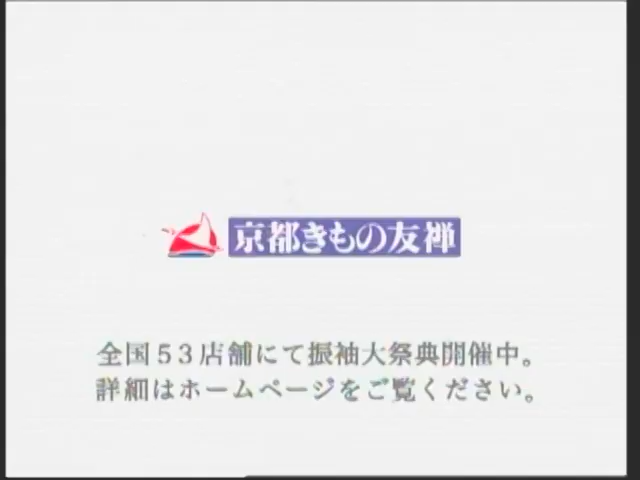 京都きもの友禅
全国53店舗にて振袖大祭典開催中。
詳細はホームページをご覧ください。